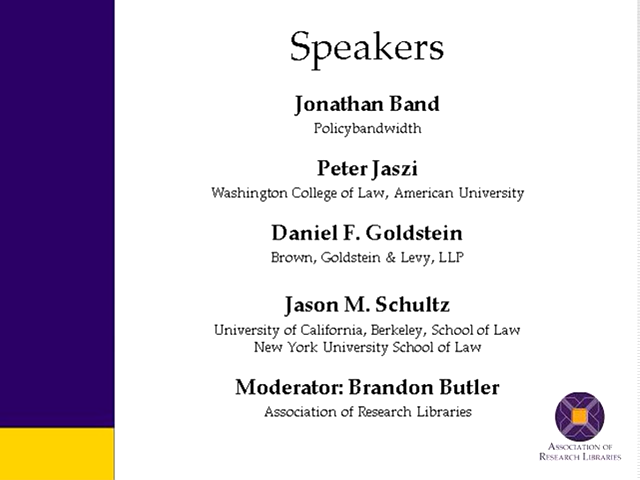 Speakers
Jonathan Band
Policybandwidth
Peter Jaszi
Washington College of Law, American University
Daniel F. Goldstein
Brown, Goldstein & Levy, LLP
Jason M. Schultz
University of California, Berkeley, School of Law
New York University School of Law
Moderator: Brandon Butler
Association of Research Libraries
ASSOCIATION OF
RESEARCH LIBRARIES